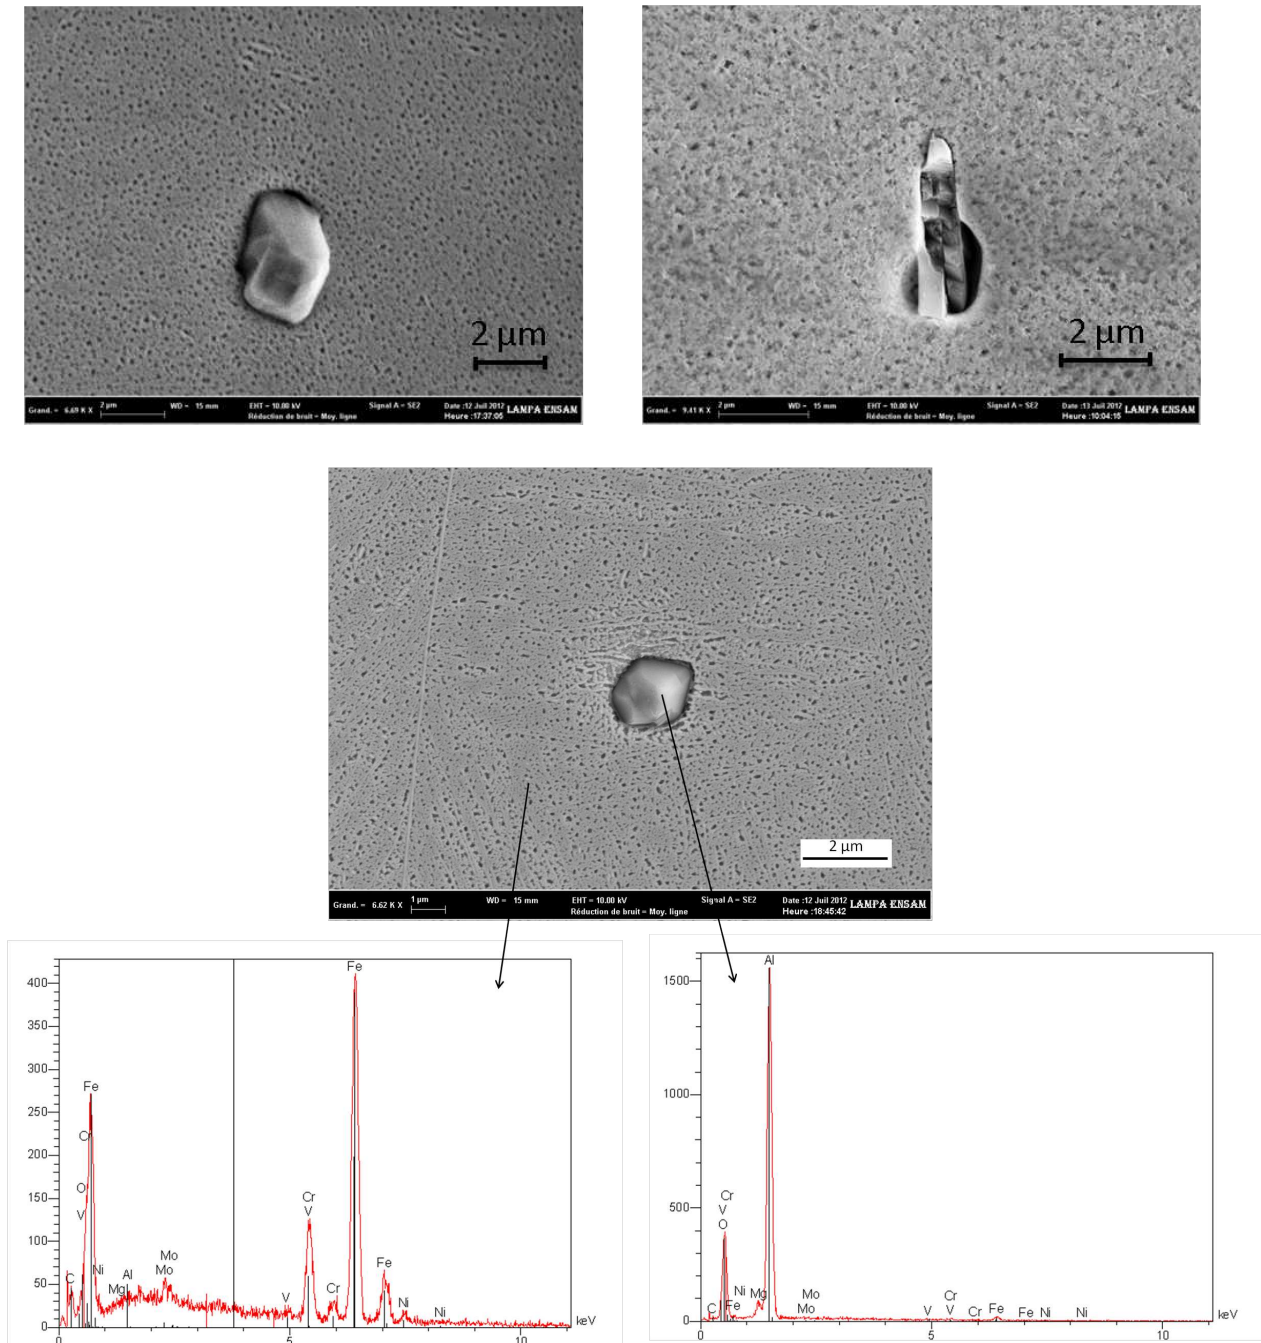 2 µm
2 µm
Grand. = 6.69 K X 2 µm WD = 15 mm EHT = 10.00 kV Signal A = SE2 Date :12 Juil 2012 LAMPA ENSAM
Réduction de bruit = Moy. ligne Heure :17:37:05
Grand. = 9.41 K X 2 µm WD = 15 mm EHT = 10.00 kV Signal A = SE2 Date :13 Juil 2012 LAMPA ENSAM
Réduction de bruit = Moy. ligne Heure :10:04:15
2 µm
Grand. = 6.62 K X 1 µm WD = 15 mm EHT = 10.00 kV Signal A = SE2 Date :12 Juil 2012 LAMPA ENSAM
Réduction de bruit = Moy. ligne Heure :18:45:42
Fe
400
350
300
Fe
250
Cr
200
O
150
V
Cr
V
100
Mo
Mo
Fe
50
C
Ni
Mg
Al
V
Cr
Ni
Ni
keV
0
0 5 10
Al
1500
1000
Cr
V
500
O
C
Fe
Ni
Mg
Mo
Mo
V
Cr
V
Cr
Fe
Fe
Ni
Ni
keV
0
0 5 10